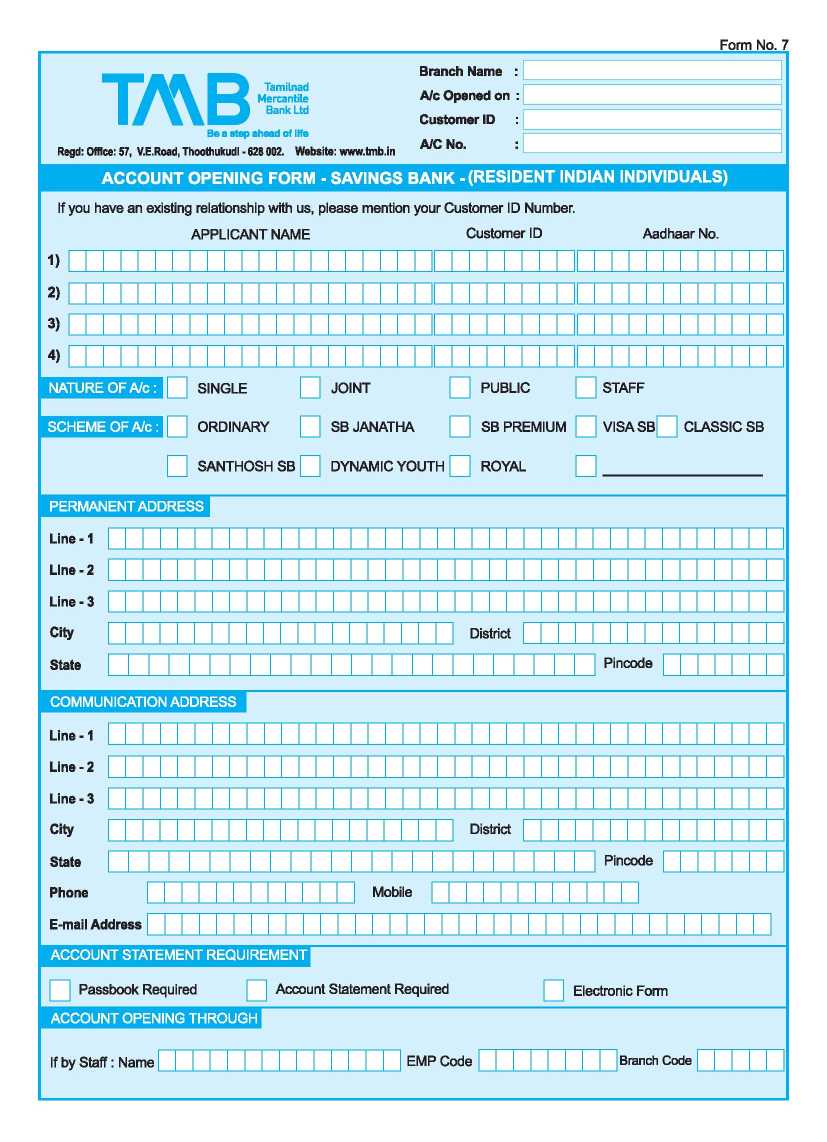 Form No. 7
TMB
Tamilnad
Mercantile
Bank Ltd
Be a step ahead of life
Regd: Office: 57, V.E.Road, Thoothukudi - 628 002. Website: www.tmb.in
Branch Name :
A/c Opened on :
Customer ID :
A/C No. :
ACCOUNT OPENING FORM - SAVINGS BANK - (RESIDENT INDIAN INDIVIDUALS)
If you have an existing relationship with us, please mention your Customer ID Number.
APPLICANT NAME Customer ID Aadhaar No.
1)
2)
3)
4)
NATURE OF A/c : SINGLE JOINT PUBLIC STAFF
SCHEME OF A/c : ORDINARY SB JANATHA SB PREMIUM VISA SB CLASSIC SB
SANTHOSH SB DYNAMIC YOUTH ROYAL
PERMANENT ADDRESS
Line - 1
Line - 2
Line - 3
City District
State Pincode
COMMUNICATION ADDRESS
Line - 1
Line - 2
Line - 3
City District
State Pincode
Phone Mobile
E-mail Address
ACCOUNT STATEMENT REQUIREMENT
Passbook Required Account Statement Required Electronic Form
ACCOUNT OPENING THROUGH
If by Staff : Name EMP Code Branch Code